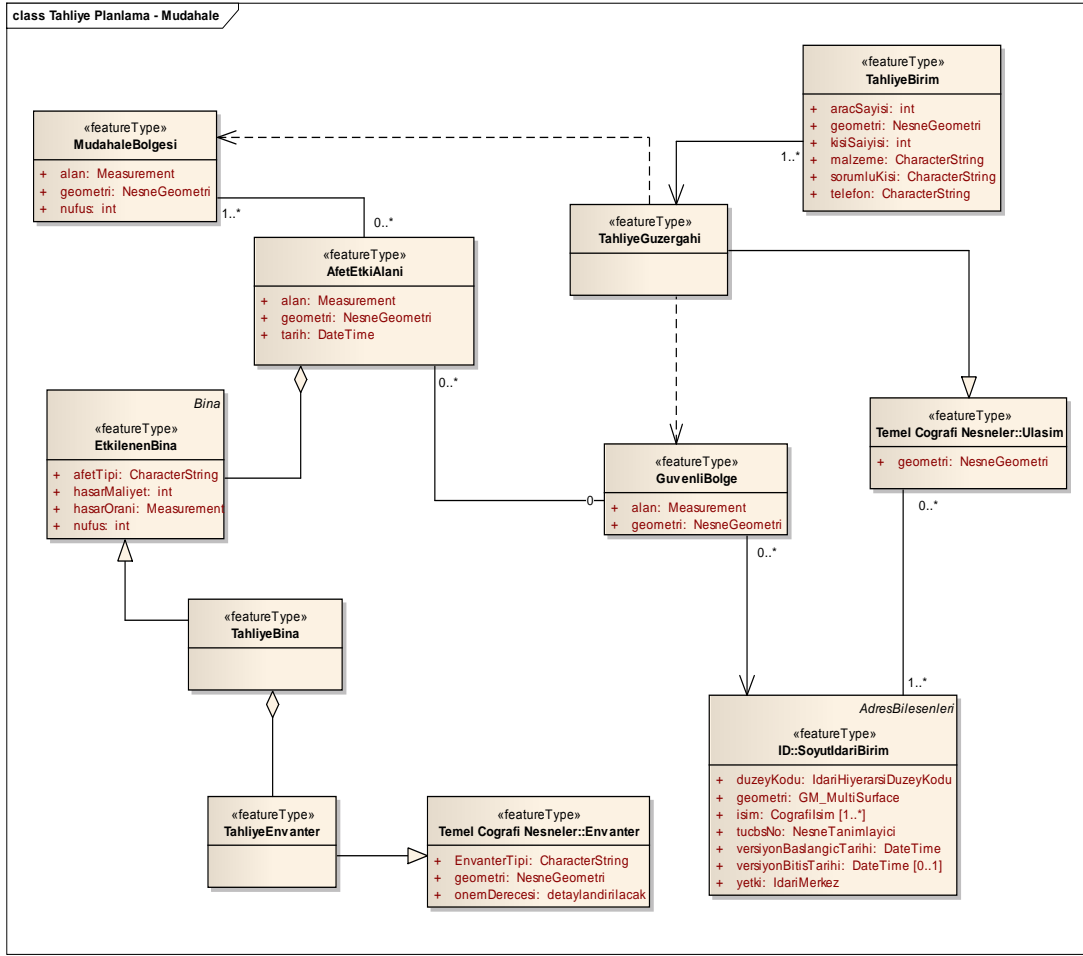 class Tahliye Planlama - Mudahale
«featureType»
TahliyeBirim
+ aracSayisi: int
+ geometri: NesneGeometri
+ kisiSaiyisi: int
+ malzeme: CharacterString
+ sorumluKisi: CharacterString
+ telefon: CharacterString
«featureType»
MudahaleBolgesi
+ alan: Measurement
+ geometri: NesneGeometri
+ nufus: int
1..*
1..*
0..*
«featureType»
TahliyeGuzergahi
«featureType»
AfetEtkiAlani
+ alan: Measurement
+ geometri: NesneGeometri
+ tarih: DateTime
0..*
Bina
«featureType»
EtkilenenBina
+ afetTipi: CharacterString
+ hasarMaliyet: int
+ hasarOrani: Measurement
+ nufus: int
«featureType»
Temel Cografi Nesneler::Ulasim
+ geometri: NesneGeometri
0..*
«featureType»
GuvenliBolge
+ alan: Measurement
+ geometri: NesneGeometri
0
0..*
«featureType»
TahliyeBina
1..*
AdresBilesenleri
«featureType»
ID::SoyutIdariBirim
+ duzeyKodu: IdariHiyerarsiDuzeyKodu
+ geometri: GM_MultiSurface
+ isim: CografiIsim [1..*]
+ tucbsNo: NesneTanimlayici
+ versiyonBaslangicTarihi: DateTime
+ versiyonBitisTarihi: DateTime [0..1]
+ yetki: IdariMerkez
«featureType»
TahliyeEnvanter
«featureType»
Temel Cografi Nesneler::Envanter
+ EnvanterTipi: CharacterString
+ geometri: NesneGeometri
+ onemDerecesi: detaylandirilacak